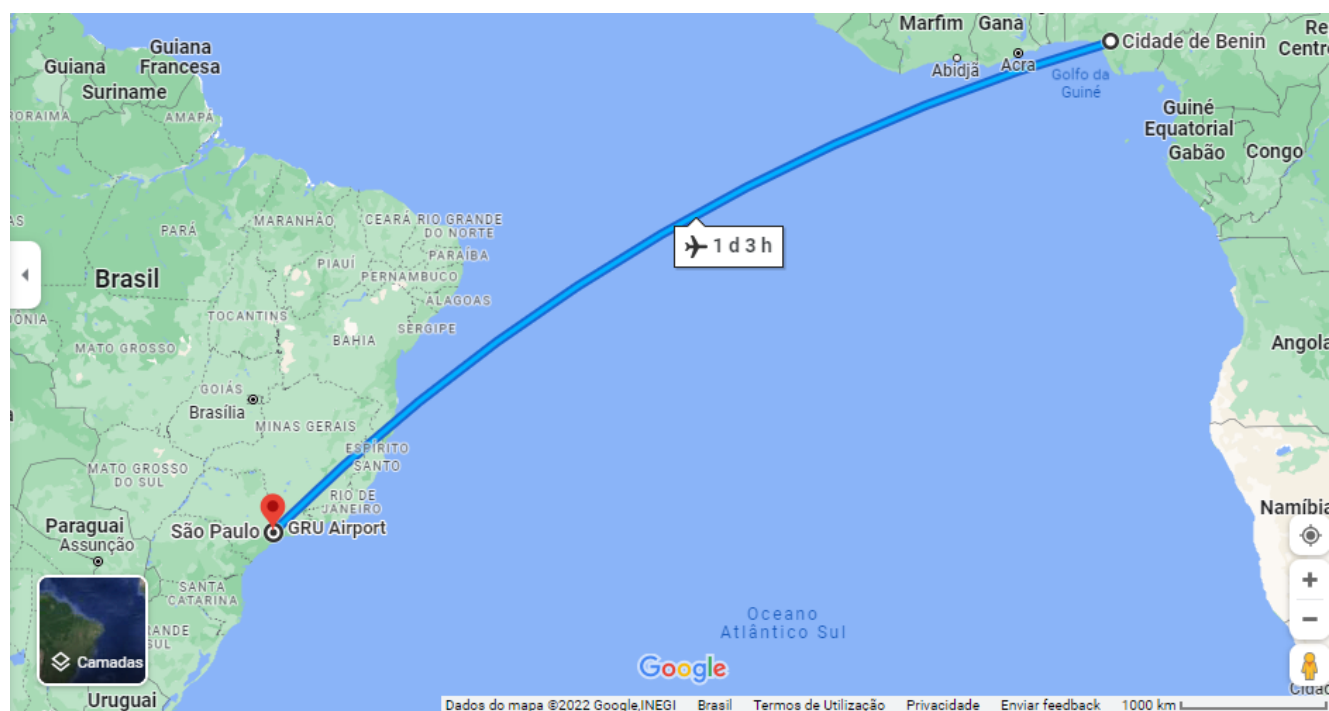 Marfim
Gana
Re
Centr
Cidade de Benin
Abidjã
Acra
Golfo da
Guiné
Guiné
Equatorial
Gabão
Congo
Guiana
Guiana
Francesa
Suriname
AMAPÁ
PARÁ
MARANHÃO
CEARÁ
RIO GRANDE
DO NORTE
PARAÍBA
PIAUÍ
PERNAMBUCO
ALAGOAS
SERGIPE
1 d 3 h
Brasil
TOCANTINS
BAHIA
MATO GROSSO
GOIÁS
Brasília
MINAS GERAIS
ESPÍRITO
SANTO
Angola
MATO GROSSO
DO SUL
RIO DE
JANEIRO
São Paulo
GRU Airport
Namíbia
Paraguai
Assunção
SANTA
CATARINA
Oceano
Atlântico Sul
Camadas
Uruguai
Google
Dados do mapa ©2022 Google,INEGI Brasil Termos de Utilização Privacidade Enviar feedback 1000 km